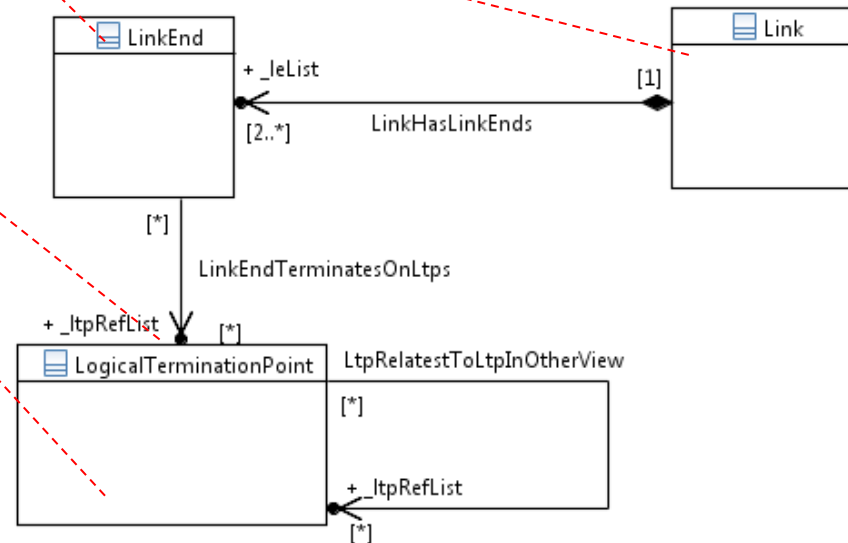 LinkEnd
Link
+ _leList
[1]
[2..*]
LinkHasLinkEnds
[*]
LinkEndTerminatesOnLtps
+ _ltpRefList
[*]
LogicalTerminationPoint
LtpRelatestToLtpInOtherView
[*]
+ _ltpRefList
[*]